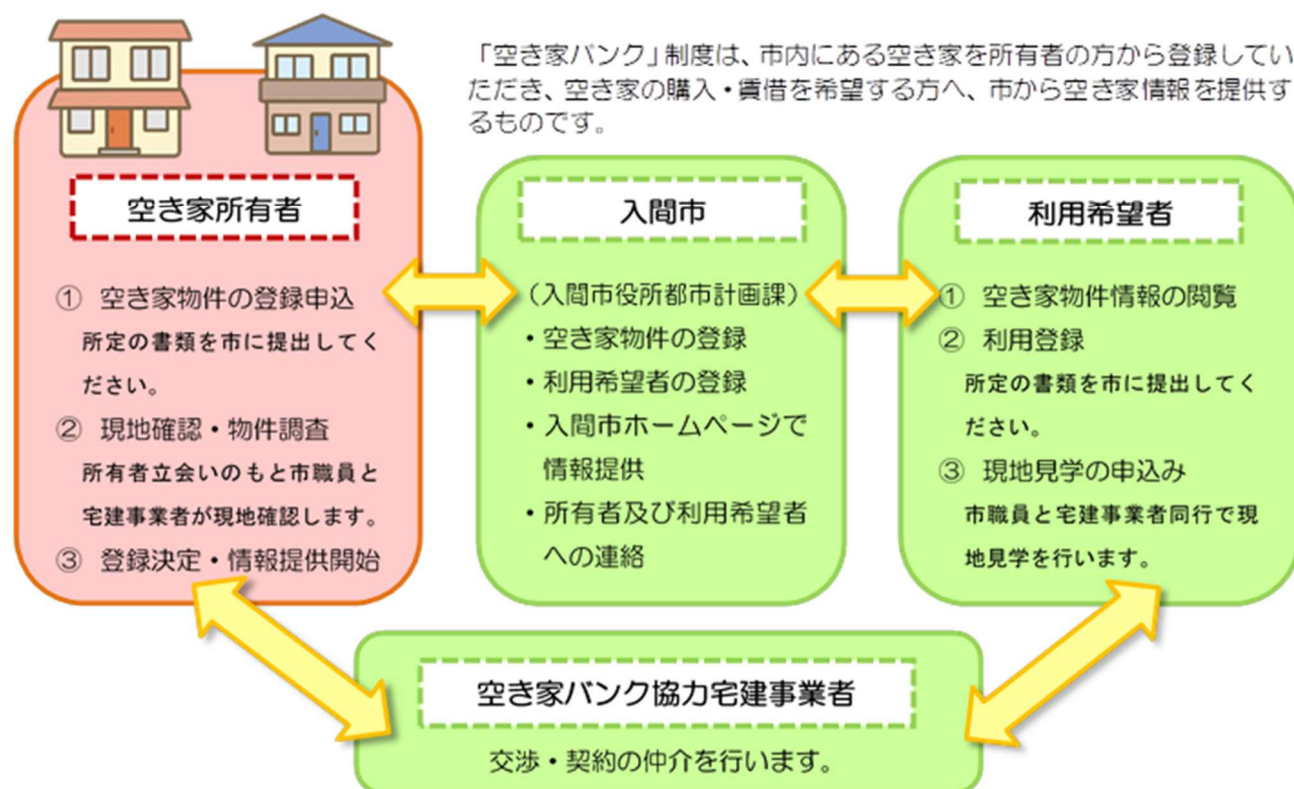 「空き家バンク」制度は、市内にある空き家を所有者の方から登録してい
ただき、空き家の購入・賃借を希望する方へ、市から空き家情報を提供す
るものです。
空き家所有者
① 空き家物件の登録申込
所定の書類を市に提出してく
ださい。
② 現地確認・物件調査
所有者立会いのもと市職員と
宅建事業者が現地確認します。
③ 登録決定・情報提供開始
入間市
（入間市役所都市計画課）
・空き家物件の登録
・利用希望者の登録
・入間市ホームページで
情報提供
・所有者及び利用希望者
への連絡
利用希望者
① 空き家物件情報の閲覧
② 利用登録
所定の書類を市に提出してく
ださい。
③ 現地見学の申込み
市職員と宅建事業者同行で現
地見学を行います。
空き家バンク協力宅建事業者
交渉・契約の仲介を行います。